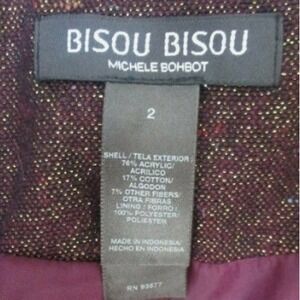 BISOU BISOU
MICHELE BOHBOT
2
SHELL / TELA EXTERIOR:
76% ACRYLIC/
ACRILICO
17% COTTON/
ALGODON
7% OTHER FIBERS/
OTRA FIBRAS
LINING / FORRO:
100% POLYESTER/
POLIESTER
MADE IN INDONESIA/
HECHO EN INDONESIA
RN 93677